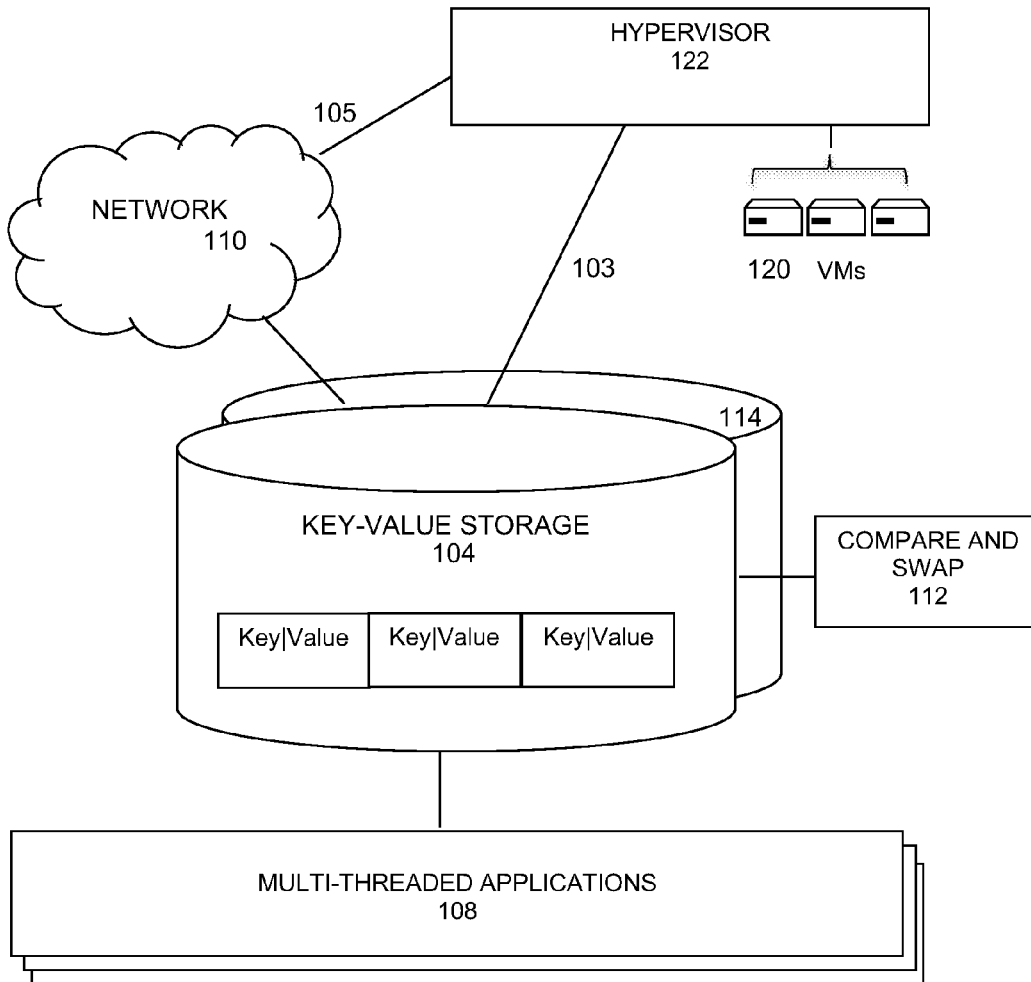 HYPERVISOR
122
105
NETWORK
110
103
120 VMs
114
KEY-VALUE STORAGE
104
COMPARE AND
SWAP
112
Key|Value Key|Value Key|Value
MULTI-THREADED APPLICATIONS
108